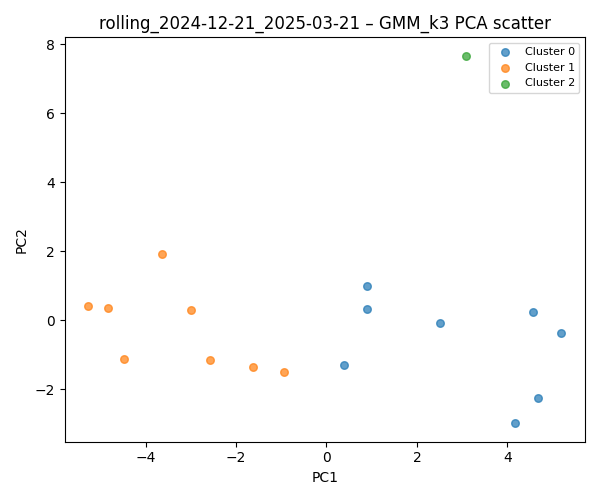 rolling_2024-12-21_2025-03-21 – GMM_k3 PCA scatter
Cluster 0
Cluster 1
Cluster 2
8
6
4
2
0
−2
PC2
−4
−2
0
2
4
PC1